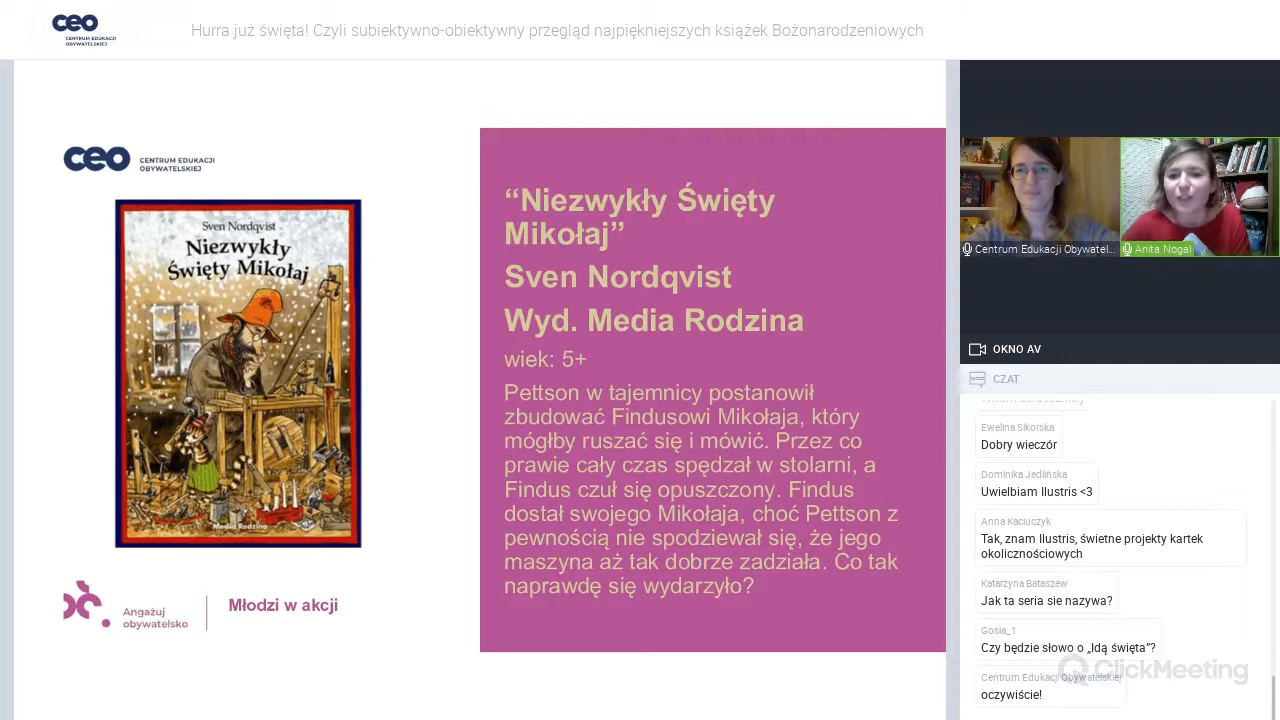 ceo
CENTRUM EDUKACJI
OBYWATELSKIEJ
Hurra już święta! Czyli subiektywno-obiektywny przegląd najpiękniejszych książek Bożonarodzeniowych
ceo
CENTRUM EDUKACJI
OBYWATELSKIEJ
Sven Nordqvist
Niezwykły
Święty Mikołaj
Media Rodzina
Angażuj
obywatelsko
Młodzi w akcji
“Niezwykły Święty
Mikołaj”
Sven Nordqvist
Wyd. Media Rodzina
wiek: 5+
Pettson w tajemnicy postanowił
zbudować Findusowi Mikołaja, który
mógłby ruszać się i mówić. Przez co
prawie cały czas spędzał w stolarni, a
Findus czuł się opuszczony. Findus
dostał swojego Mikołaja, choć Pettson z
pewnością nie spodziewał się, że jego
maszyna aż tak dobrze zadziała. Co tak
naprawdę się wydarzyło?
Centrum Edukacji Obywatel...
Anita Nogaj
OKNO AV
CZAT
Ewelina Sikorska
Dobry wieczór
Dominika Jedlińska
Uwielbiam Ilustris <3
Anna Kaciuczyk
Tak, znam Ilustris, świetne projekty kartek
okolicznościowych
Katarzyna Bataszew
Jak ta seria sie nazywa?
Gosia_1
Czy będzie słowo o „Idą święta”?
Centrum Edukacji Obywatelskiej
oczywiście!
ClickMeeting